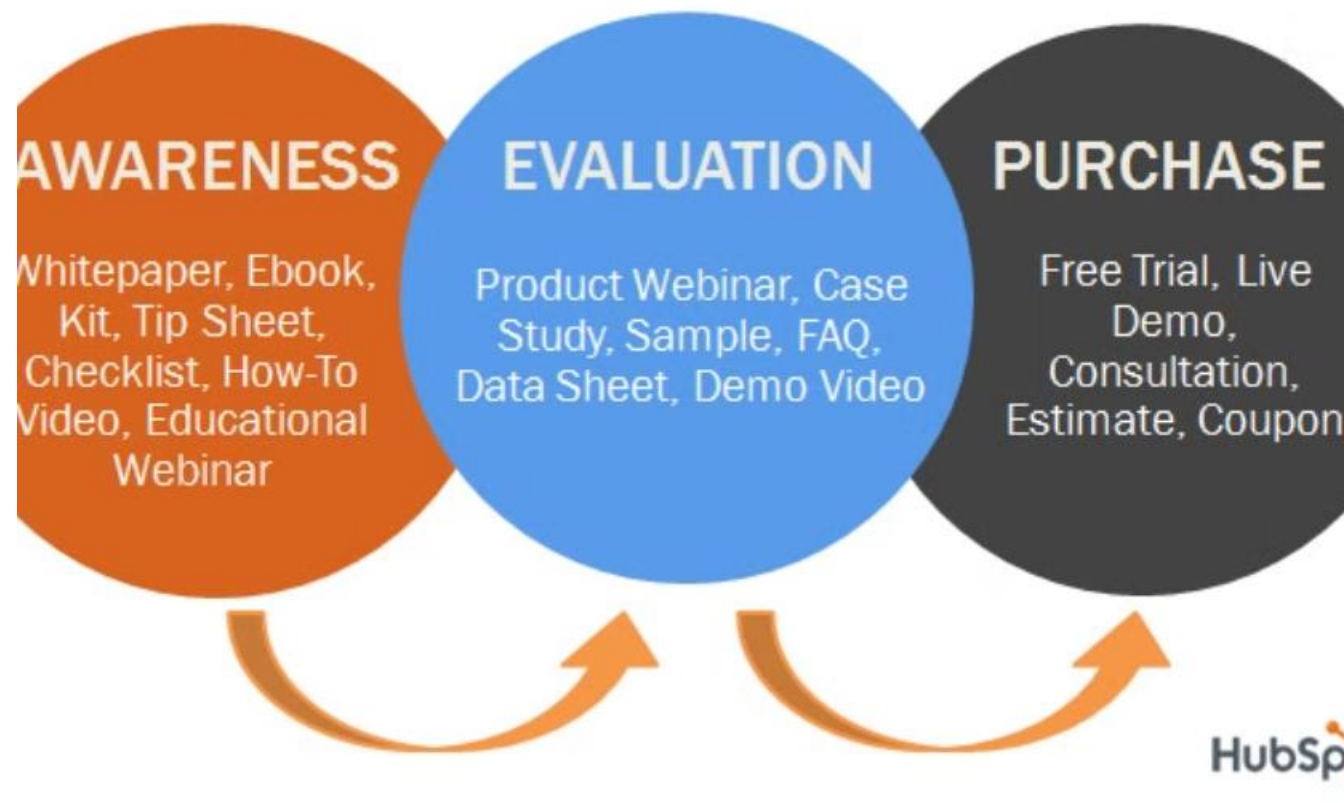 AWARENESS
Whitepaper, Ebook,
Kit, Tip Sheet,
Checklist, How-To
Video, Educational
Webinar
EVALUATION
Product Webinar, Case
Study, Sample, FAQ,
Data Sheet, Demo Video
PURCHASE
Free Trial, Live
Demo,
Consultation,
Estimate, Coupon
HubSp